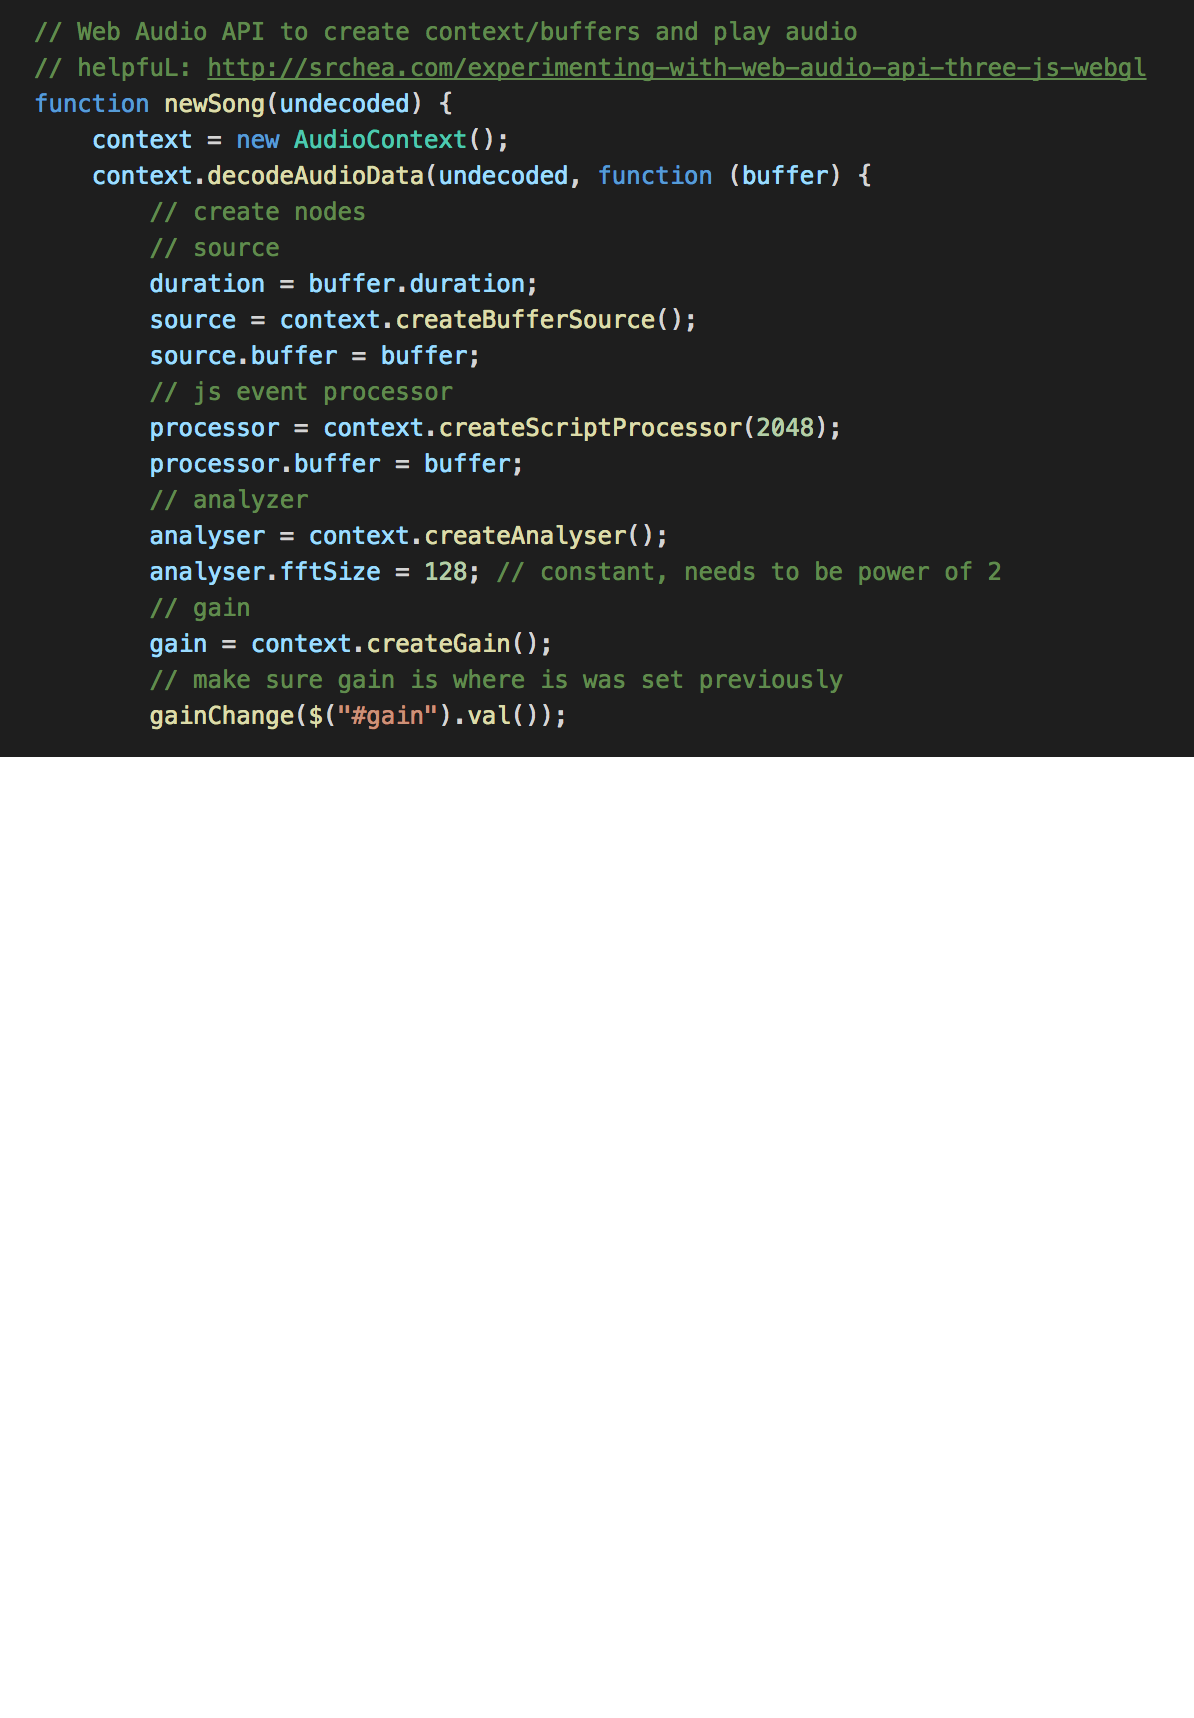 // Web Audio API to create context/buffers and play audio
// helpfuL: http://srchea.com/experimenting-with-web-audio-api-three-js-webgl
function newSong(undecoded) {
    context = new AudioContext();
    context.decodeAudioData(undecoded, function (buffer) {
        // create nodes
        // source
        duration = buffer.duration;
        source = context.createBufferSource();
        source.buffer = buffer;
        // js event processor
        processor = context.createScriptProcessor(2048);
        processor.buffer = buffer;
        // analyzer
        analyser = context.createAnalyser();
        analyser.fftSize = 128; // constant, needs to be power of 2
        // gain
        gain = context.createGain();
        // make sure gain is where is was set previously
        gainChange($("#gain").val());